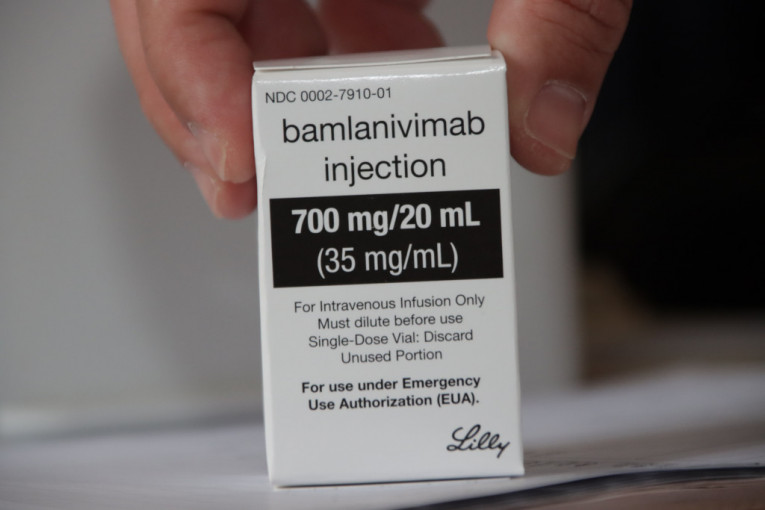 NDC 0002-7910-01
bamlanivimab
injection
700 mg/20 mL
(35 mg/mL)
For Intravenous Infusion Only
Must dilute before use
Single-Dose Vial: Discard
Unused Portion
For use under Emergency
Use Authorization (EUA).
Lilly